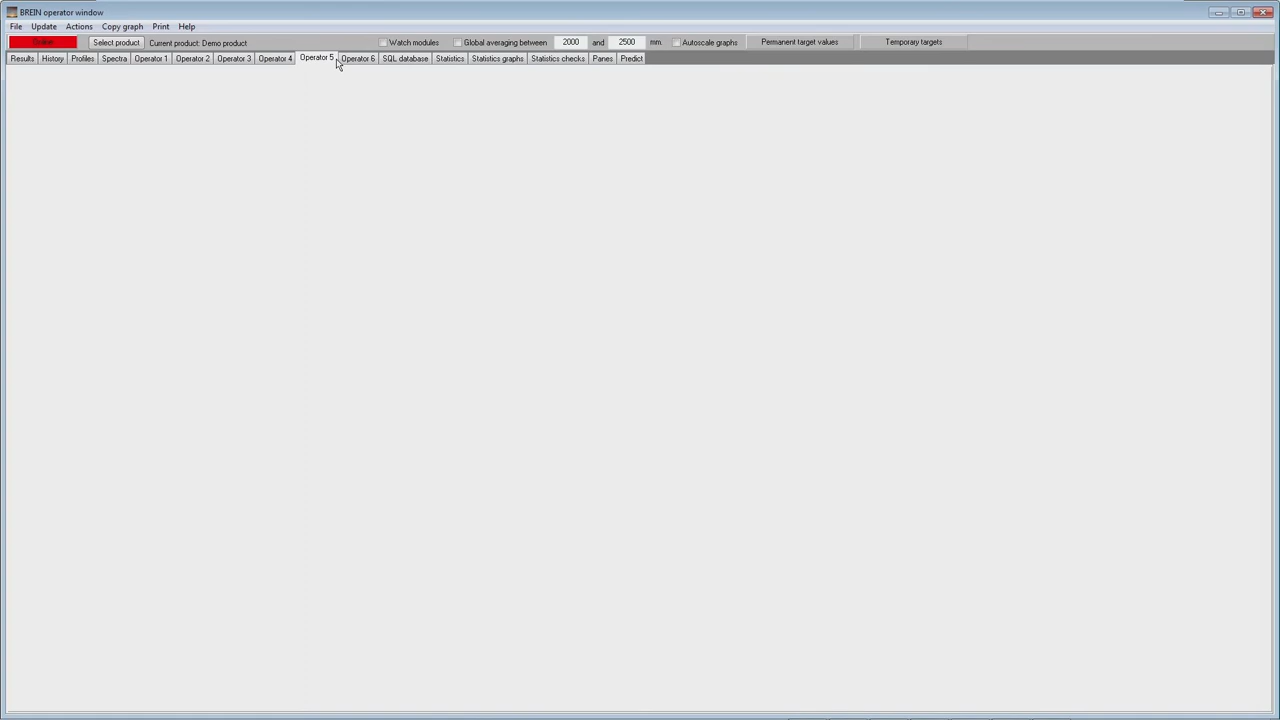 BREIN operator window
File Update Actions Copy graph Print Help
Select product Current product: Demo product Watch modules Global averaging between 2000 and 2500 mm. Autoscale graphs Permanent target values Temporary targets
Results History Profiles Spectra Operator 1 Operator 2 Operator 3 Operator 4 Operator 5 Operator 6 SQL database Statistics Statistics graphs Statistics checks Panes Predict